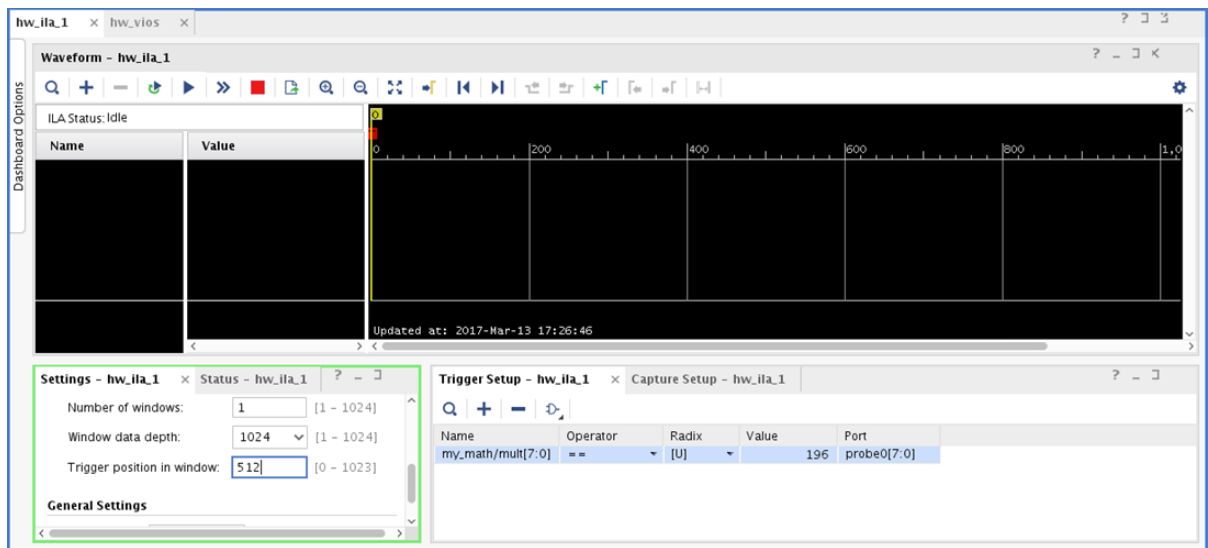 hw_ila_1 × hw_vios ×
Waveform - hw_ila_1
Dashboard Options
ILA Status: Idle
Name Value
0
0 200 400 600 800 1,0
Updated at: 2017-Mar-13 17:26:46
Settings - hw_ila_1 × Status - hw_ila_1
Number of windows: 1 [1 - 1024]
Window data depth: 1024 [1 - 1024]
Trigger position in window: 512 [0 - 1023]
General Settings
Trigger Setup - hw_ila_1 × Capture Setup - hw_ila_1
Name Operator Radix Value Port
my_math/mult[7:0] == [U] 196 probe0[7:0]